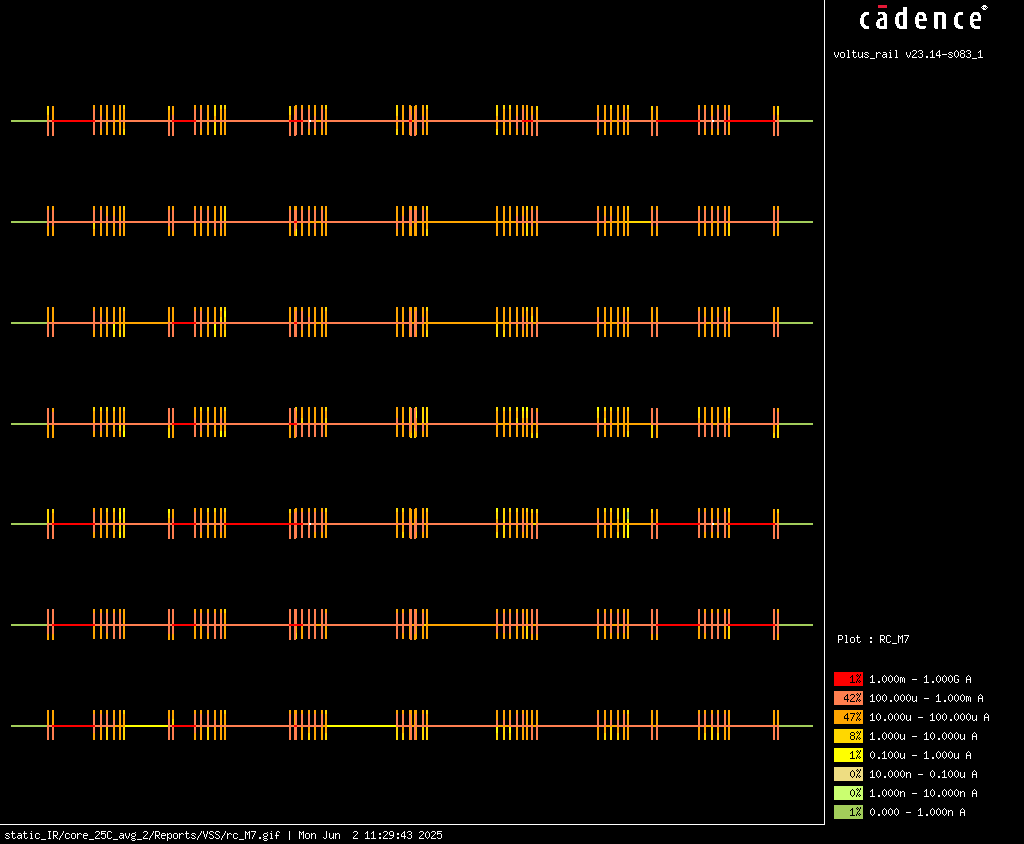 cādence®
voltus_rail v23.14-s083_1
Plot : RC_M7
1% 1.000m - 1.000G A
42% 100.000u - 1.000m A
47% 10.000u - 100.000u A
8% 1.000u - 10.000u A
1% 0.100u - 1.000u A
0% 10.000n - 0.100u A
0% 1.000n - 10.000n A
1% 0.000 - 1.000n A
static_IR/core_25C_avg_2/Reports/VSS/rc_M7.gif | Mon Jun  2 11:29:43 2025